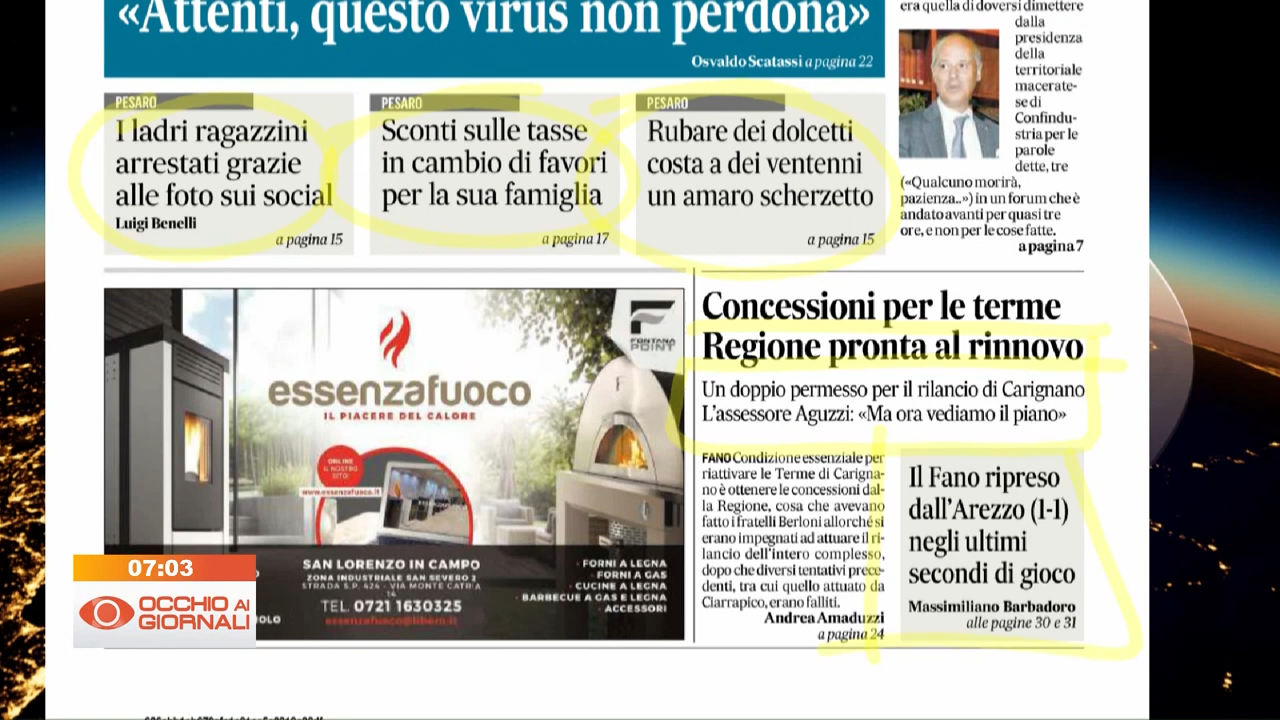 «Attenti, questo virus non perdona»
Osvaldo Scatassi a pagina 22
era quella di doversi dimettere
dalla
presidenza
della
territoriale
macerate-
se di
Confindu-
stria per le
parole
dette, tre
(«Qualcuno morirà,
pazienza..») in un forum che è
andato avanti per quasi tre
ore, e non per le cose fatte.
a pagina 7
PESARO
I ladri ragazzini
arrestati grazie
alle foto sui social
Luigi Benelli
a pagina 15
PESARO
Sconti sulle tasse
in cambio di favori
per la sua famiglia
a pagina 17
PESARO
Rubare dei dolcetti
costa a dei ventenni
un amaro scherzetto
a pagina 15
FONTANA
POINT
essenzafuoco
IL PIACERE DEL CALORE
ONLINE
IL NOSTRO
SITO!
www.essenzafuoco.it
SAN LORENZO IN CAMPO
ZONA INDUSTRIALE SAN SEVERO 2
STRADA S.P. 424 - VIA MONTE CATRIA
14
TEL. 0721 1630325
essenzafuoco@libero.it
· FORNI A LEGNA
· FORNI A GAS
· CUCINE A LEGNA
· BARBECUE A GAS E LEGNA
· ACCESSORI
Concessioni per le terme
Regione pronta al rinnovo
Un doppio permesso per il rilancio di Carignano
L'assessore Aguzzi: «Ma ora vediamo il piano»
FANO Condizione essenziale per
riattivare le Terme di Carigna-
no è ottenere le concessioni dal-
la Regione, cosa che avevano
fatto i fratelli Berloni allorché si
erano impegnati ad attuare il ri-
lancio dell'intero complesso,
dopo che diversi tentativi prece-
denti, tra cui quello attuato da
Ciarrapico, erano falliti.
Andrea Amaduzzi
a pagina 24
Il Fano ripreso
dall'Arezzo (1-1)
negli ultimi
secondi di gioco
Massimiliano Barbadoro
alle pagine 30 e 31
07:03
OCCHIO AI
GIORNALI